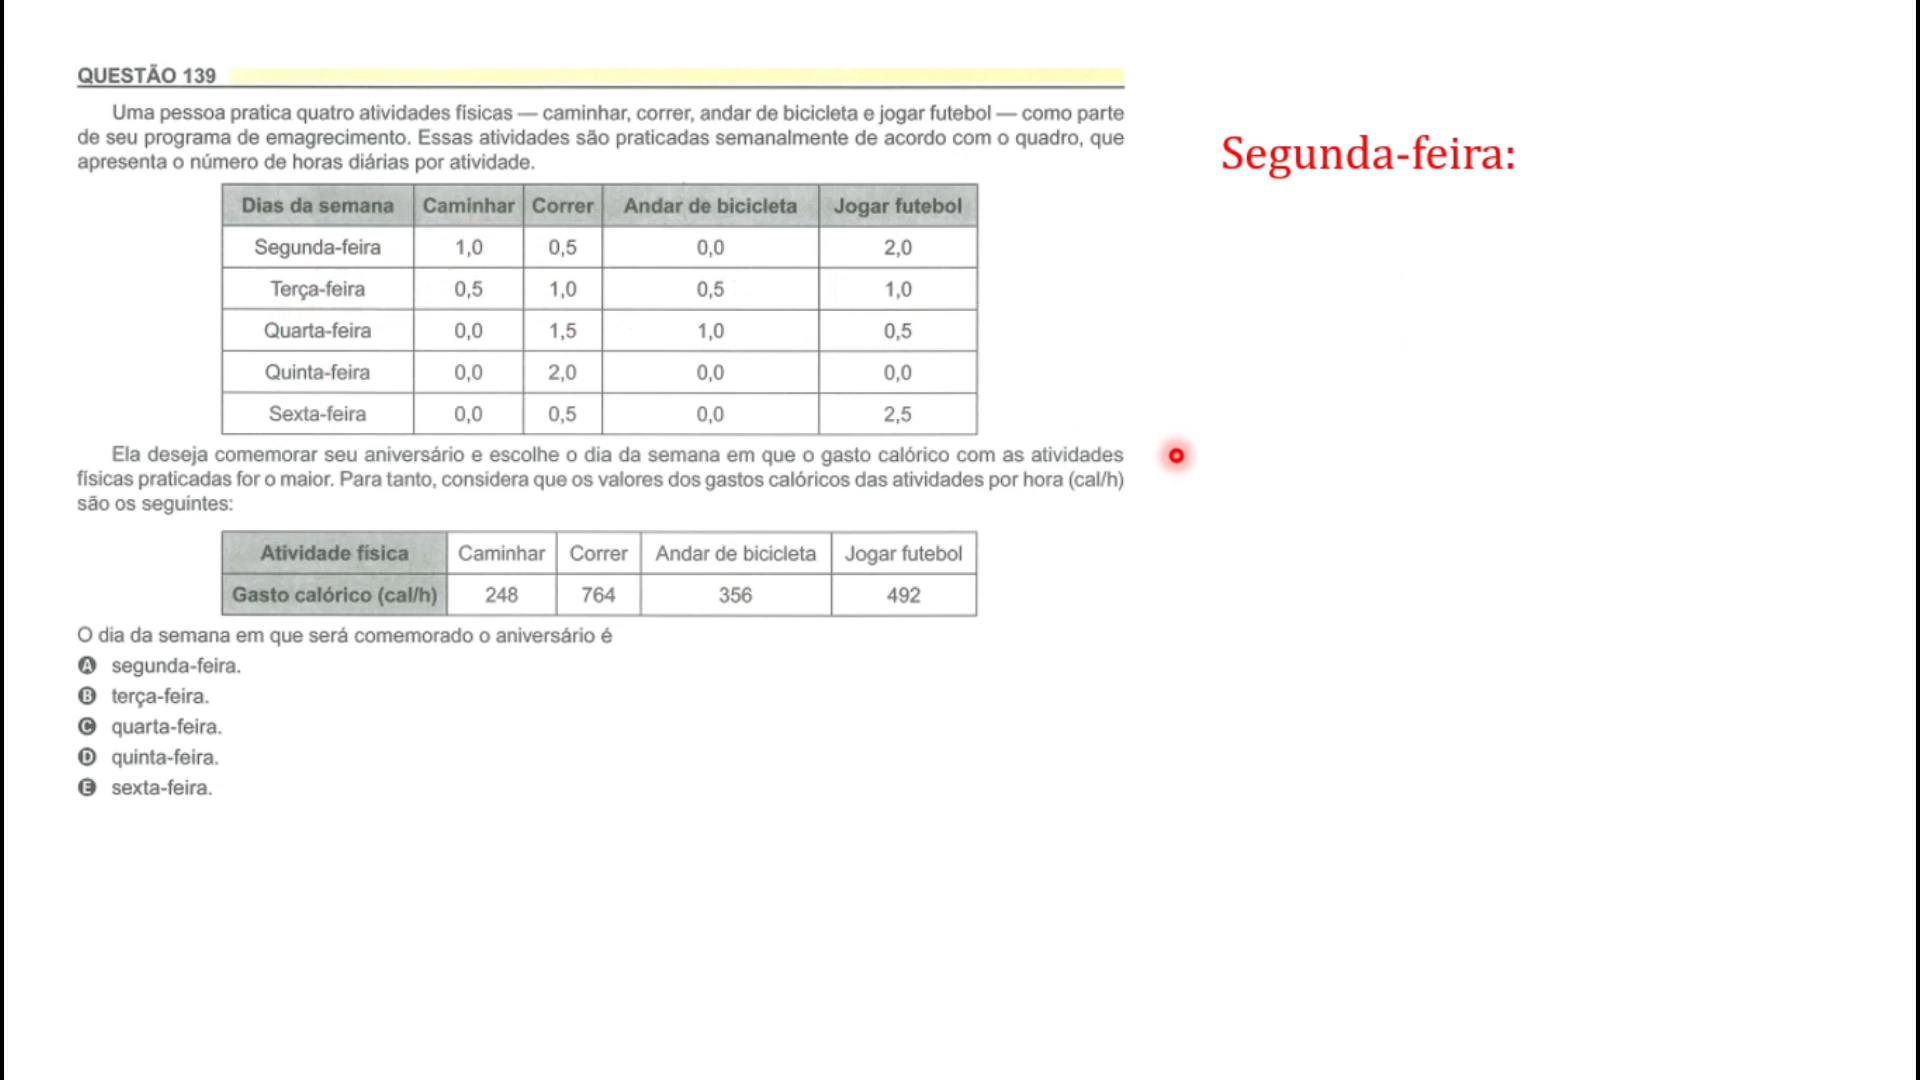 QUESTÃO 139
Uma pessoa pratica quatro atividades físicas — caminhar, correr, andar de bicicleta e jogar futebol — como parte
de seu programa de emagrecimento. Essas atividades são praticadas semanalmente de acordo com o quadro, que
apresenta o número de horas diárias por atividade.
Dias da semana Caminhar Correr Andar de bicicleta Jogar futebol
Segunda-feira 1,0 0,5 0,0 2,0
Terça-feira 0,5 1,0 0,5 1,0
Quarta-feira 0,0 1,5 1,0 0,5
Quinta-feira 0,0 2,0 0,0 0,0
Sexta-feira 0,0 0,5 0,0 2,5
Ela deseja comemorar seu aniversário e escolhe o dia da semana em que o gasto calórico com as atividades
físicas praticadas for o maior. Para tanto, considera que os valores dos gastos calóricos das atividades por hora (cal/h)
são os seguintes:
Atividade física Caminhar Correr Andar de bicicleta Jogar futebol
Gasto calórico (cal/h) 248 764 356 492
O dia da semana em que será comemorado o aniversário é
A segunda-feira.
B terça-feira.
C quarta-feira.
D quinta-feira.
E sexta-feira.
Segunda-feira: